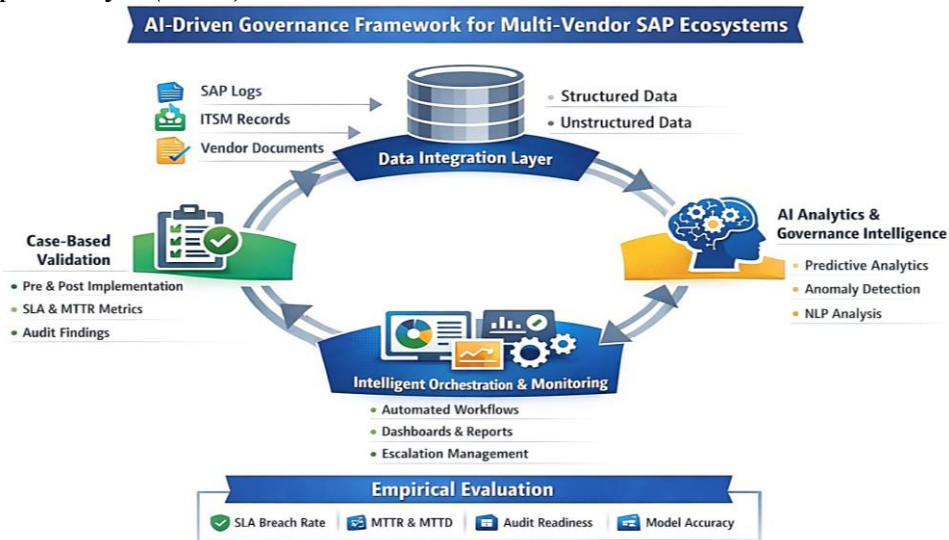 AI-Driven Governance Framework for Multi-Vendor SAP Ecosystems
SAP Logs
ITSM Records
Vendor Documents
Structured Data
Unstructured Data
Data Integration Layer
AI Analytics &
Governance Intelligence
Predictive Analytics
Anomaly Detection
NLP Analysis
Case-Based
Validation
Pre & Post Implementation
SLA & MTTR Metrics
Audit Findings
Intelligent Orchestration & Monitoring
Automated Workflows
Dashboards & Reports
Escalation Management
Empirical Evaluation
SLA Breach Rate
MTTR & MTTD
Audit Readiness
Model Accuracy